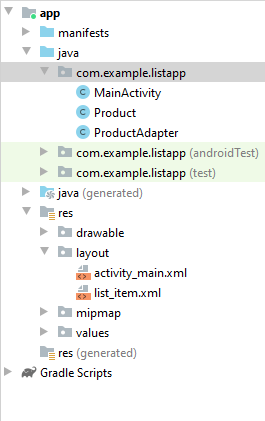 app
manifests
java
com.example.listapp
C MainActivity
C Product
C ProductAdapter
com.example.listapp (androidTest)
com.example.listapp (test)
java (generated)
res
drawable
layout
activity_main.xml
list_item.xml
mipmap
values
res (generated)
Gradle Scripts